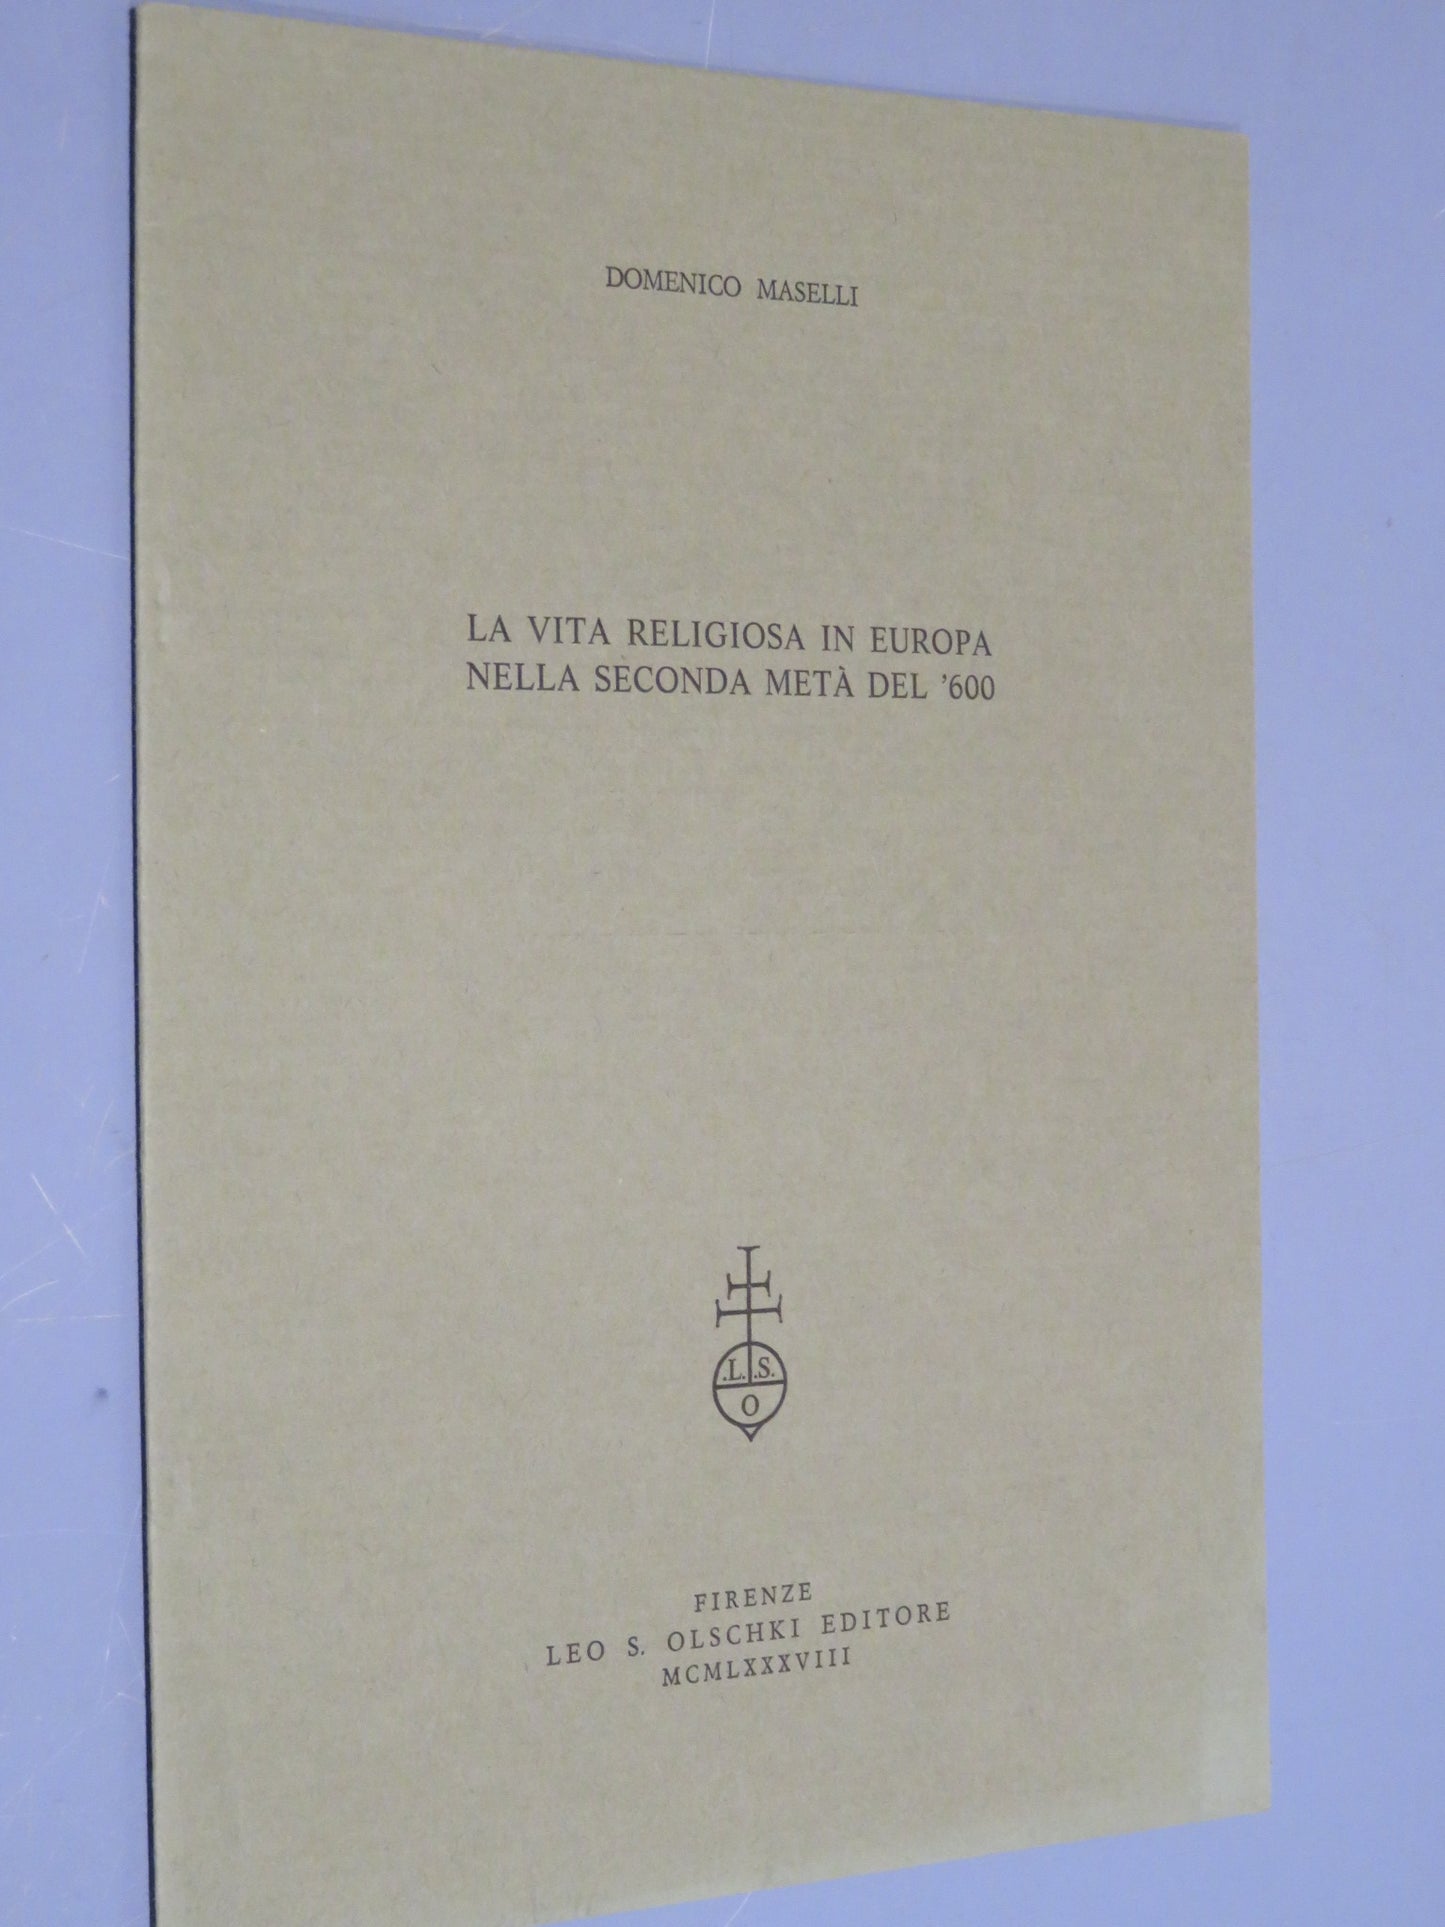 DOMENICO MASELLI
LA VITA RELIGIOSA IN EUROPA
NELLA SECONDA METÀ DEL '600
.L. .S.
O
FIRENZE
LEO S. OLSCHKI EDITORE
MCMLXXXVIII